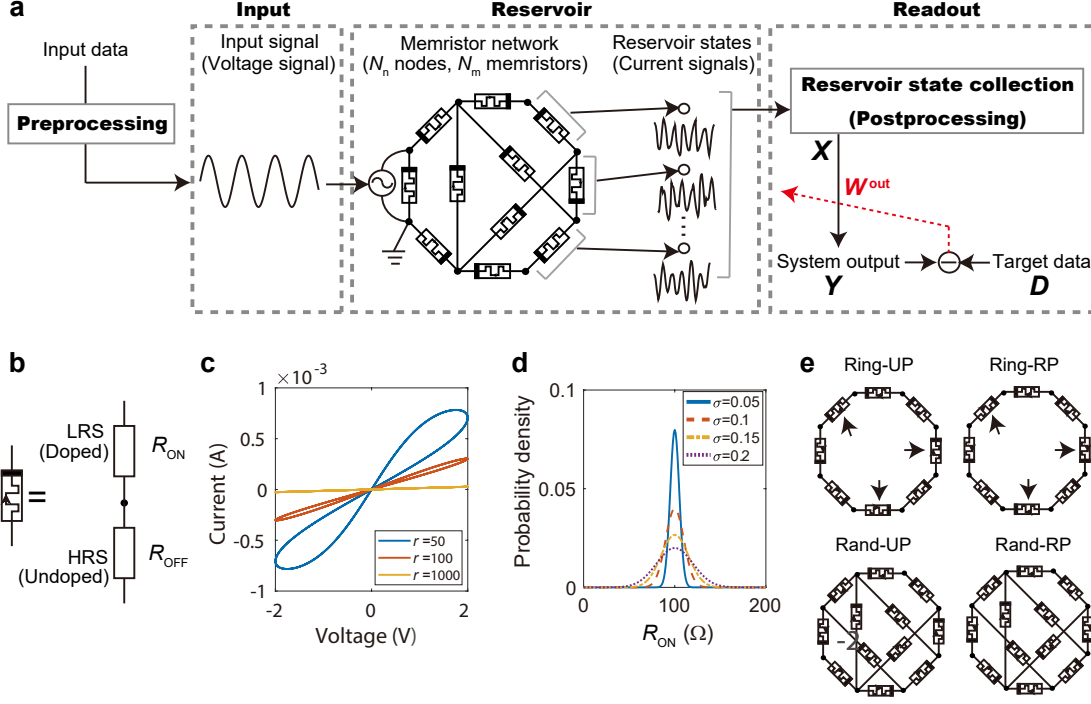 a
Input
Reservoir
Readout
Input data
Preprocessing
Input signal
(Voltage signal)
Memristor network
(Nn nodes, Nm memristors)
Reservoir states
(Current signals)
Reservoir state collection
(Postprocessing)
X
Wout
System output
Y
Target data
D
b
LRS
(Doped)
RON
=
HRS
(Undoped)
ROFF
c
×10-3
1
0.5
0
-0.5
-1
-2
0
2
Current (A)
Voltage (V)
r =50
r =100
r =1000
d
0.1
0.05
0
0
100
200
Probability density
RON (Ω)
σ=0.05
σ=0.1
σ=0.15
σ=0.2
e
Ring-UP
Ring-RP
Rand-UP
Rand-RP
-2